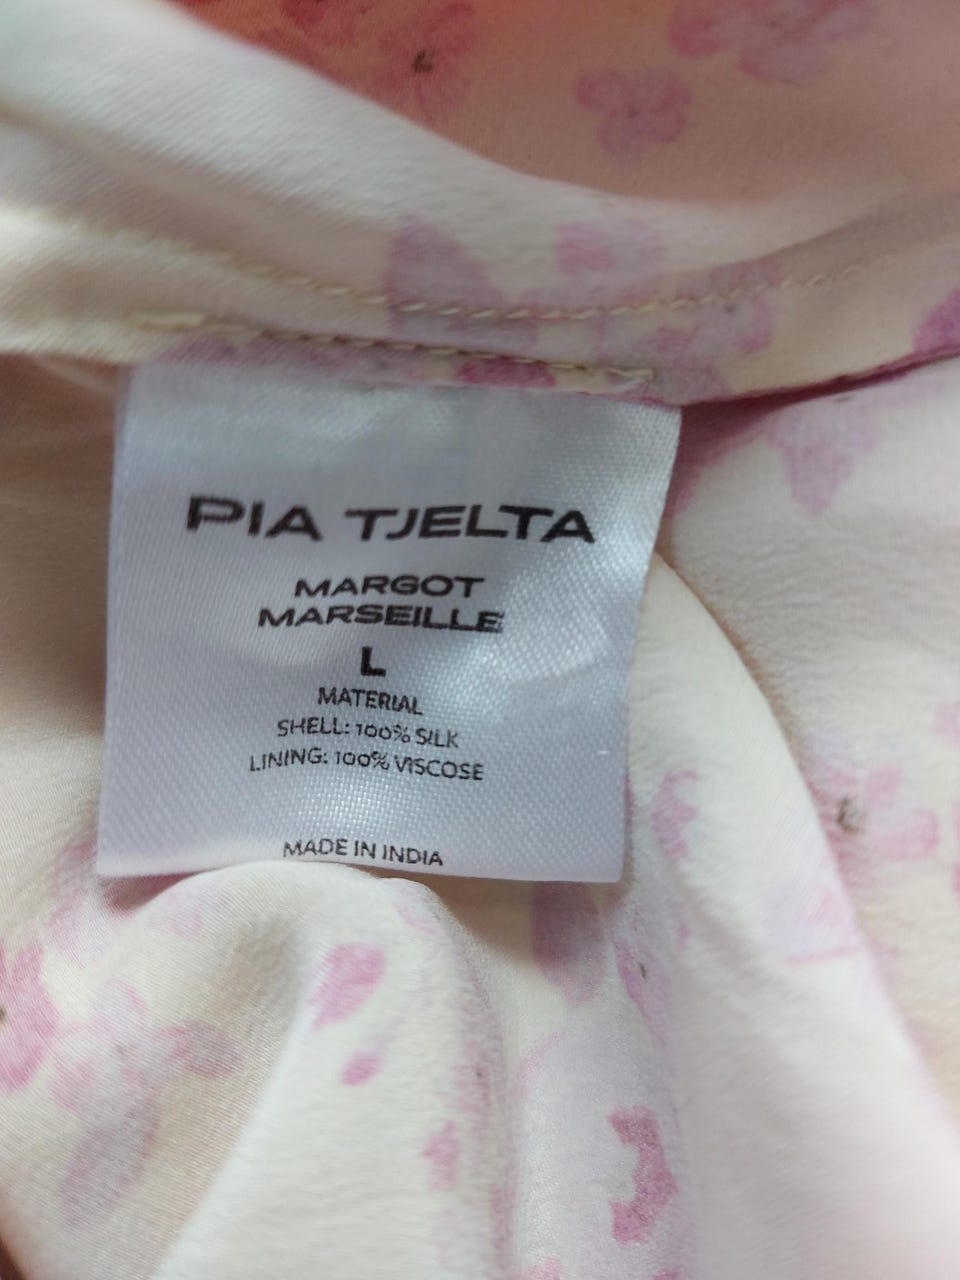 PIA TJELTA
MARGOT
MARSEILLE
L
MATERIAL
SHELL: 100% SILK
LINING: 100% VISCOSE
MADE IN INDIA